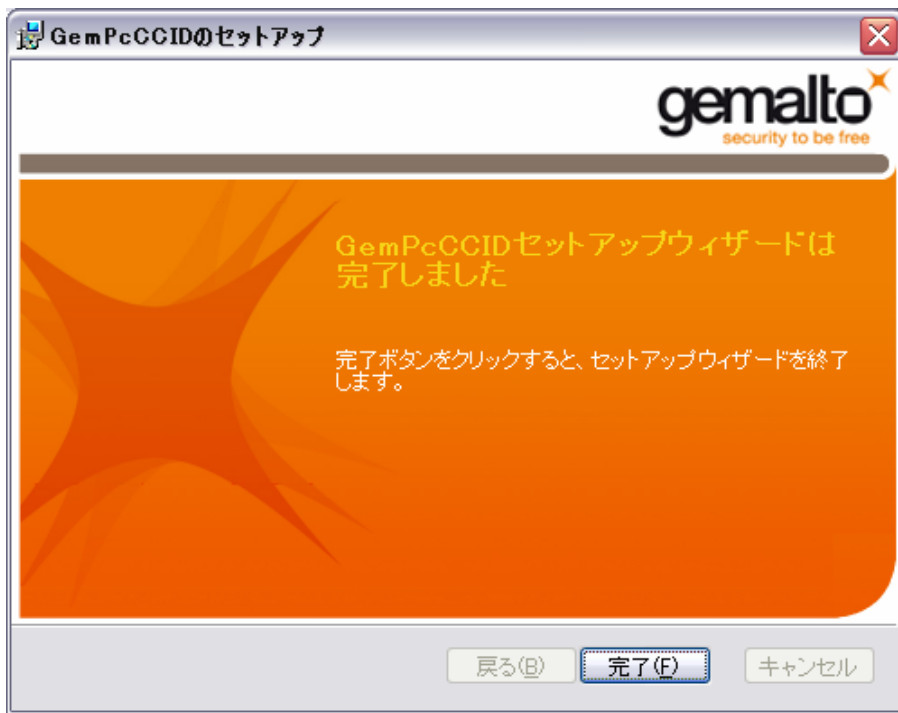 GemPcCCIDのセットアップ
gemalto
security to be free
GemPcCCIDセットアップウィザードは
完了しました
完了ボタンをクリックすると、セットアップウィザードを終了
します。
戻る(B)
完了(F)
キャンセル